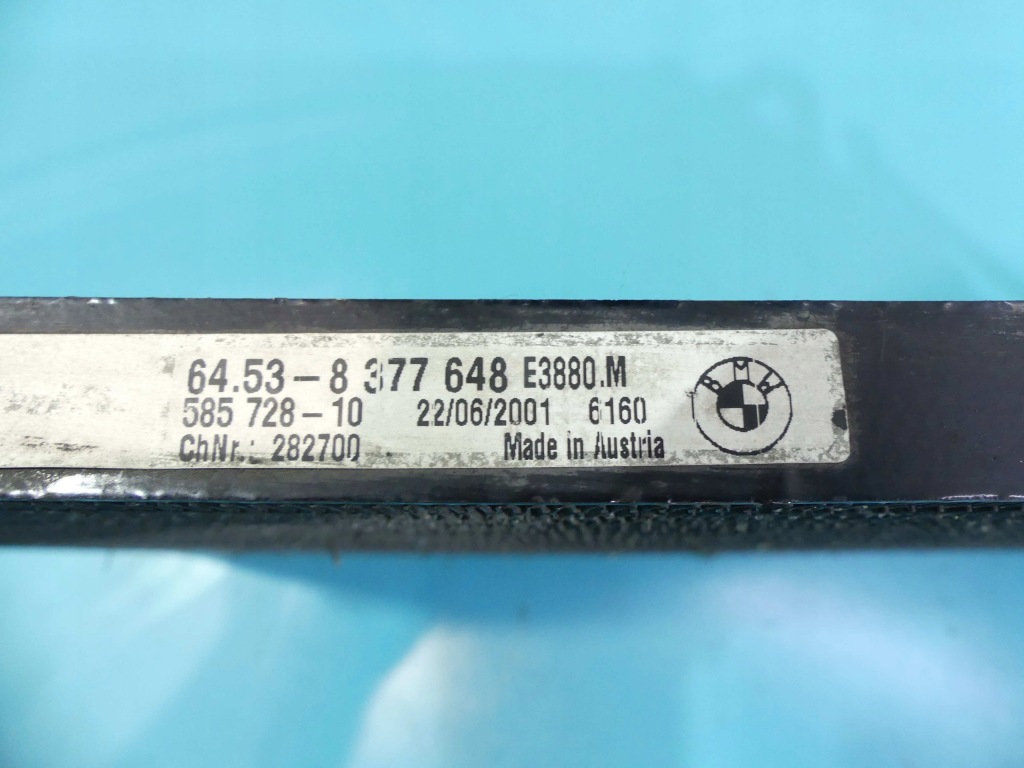 64.53-8 377 648 E3880.M
585 728-10 22/06/2001 6160
ChNr.: 282700 Made in Austria
BMW